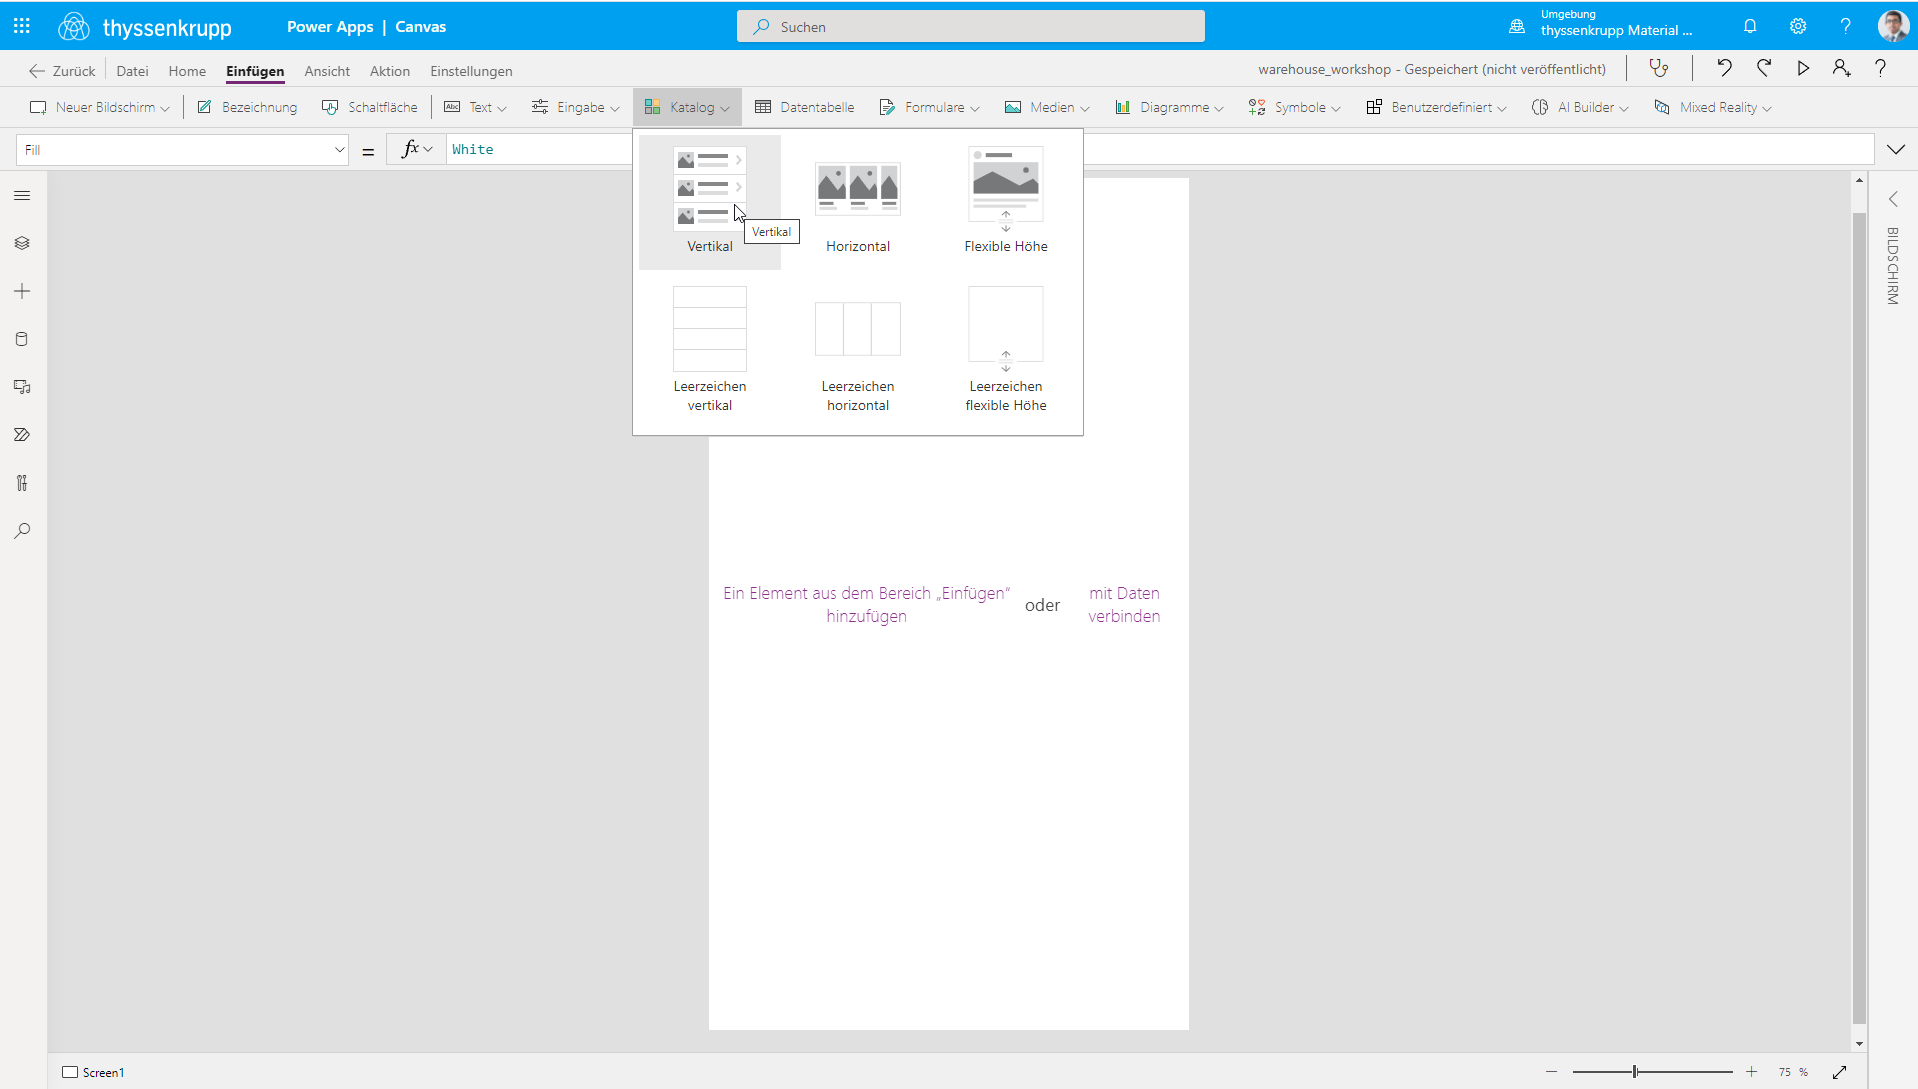 thyssenkrupp Power Apps | Canvas Suchen Umgebung
thyssenkrupp Material ...
Zurück Datei Home Einfügen Ansicht Aktion Einstellungen warehouse_workshop - Gespeichert (nicht veröffentlicht)
Neuer Bildschirm Bezeichnung Schaltfläche Abc Text Eingabe Katalog Datentabelle Formulare Medien Diagramme Symbole Benutzerdefiniert AI Builder Mixed Reality
Fill = fx White
Vertikal
Vertikal Horizontal Flexible Höhe
Leerzeichen vertikal
Leerzeichen horizontal
Leerzeichen flexible Höhe
BILDSCHIRM
Ein Element aus dem Bereich „Einfügen“
hinzufügen
oder
mit Daten
verbinden
Screen1 75 %